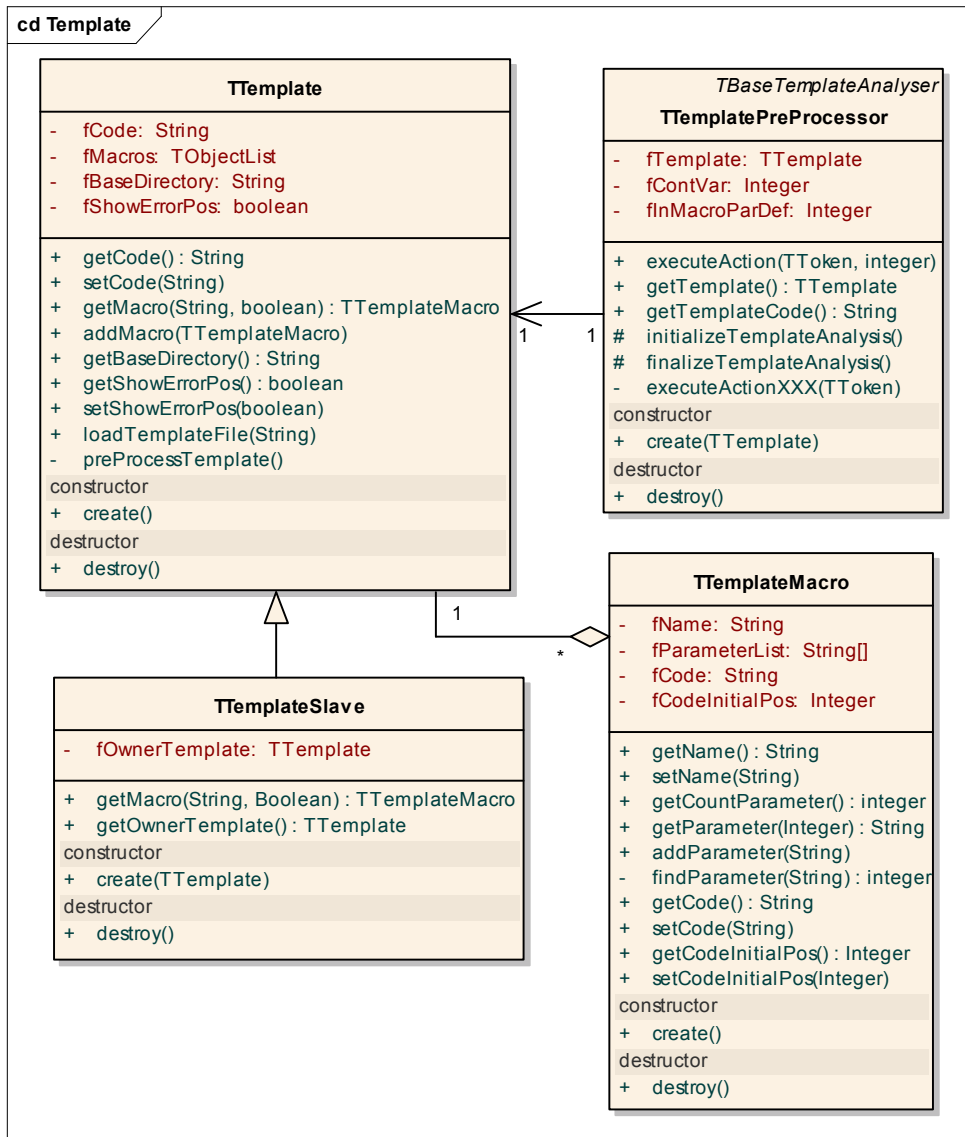 cd Template
TTemplate
- fCode: String
- fMacros: TObjectList
- fBaseDirectory: String
- fShowErrorPos: boolean
+ getCode() : String
+ setCode(String)
+ getMacro(String, boolean) : TTemplateMacro
+ addMacro(TTemplateMacro)
+ getBaseDirectory() : String
+ getShowErrorPos() : boolean
+ setShowErrorPos(boolean)
+ loadTemplateFile(String)
- preProcessTemplate()
constructor
+ create()
destructor
+ destroy()
TBaseTemplateAnalyser
TTemplatePreProcessor
- fTemplate: TTemplate
- fContVar: Integer
- fInMacroParDef: Integer
+ executeAction(TToken, integer)
+ getTemplate() : TTemplate
+ getTemplateCode() : String
# initializeTemplateAnalysis()
# finalizeTemplateAnalysis()
- executeActionXXX(TToken)
constructor
+ create(TTemplate)
destructor
+ destroy()
1
1
1
*
TTemplateSlave
- fOwnerTemplate: TTemplate
+ getMacro(String, Boolean) : TTemplateMacro
+ getOwnerTemplate() : TTemplate
constructor
+ create(TTemplate)
destructor
+ destroy()
TTemplateMacro
- fName: String
- fParameterList: String[]
- fCode: String
- fCodeInitialPos: Integer
+ getName() : String
+ setName(String)
+ getCountParameter() : integer
+ getParameter(Integer) : String
+ addParameter(String)
- findParameter(String) : integer
+ getCode() : String
+ setCode(String)
+ getCodeInitialPos() : Integer
+ setCodeInitialPos(Integer)
constructor
+ create()
destructor
+ destroy()